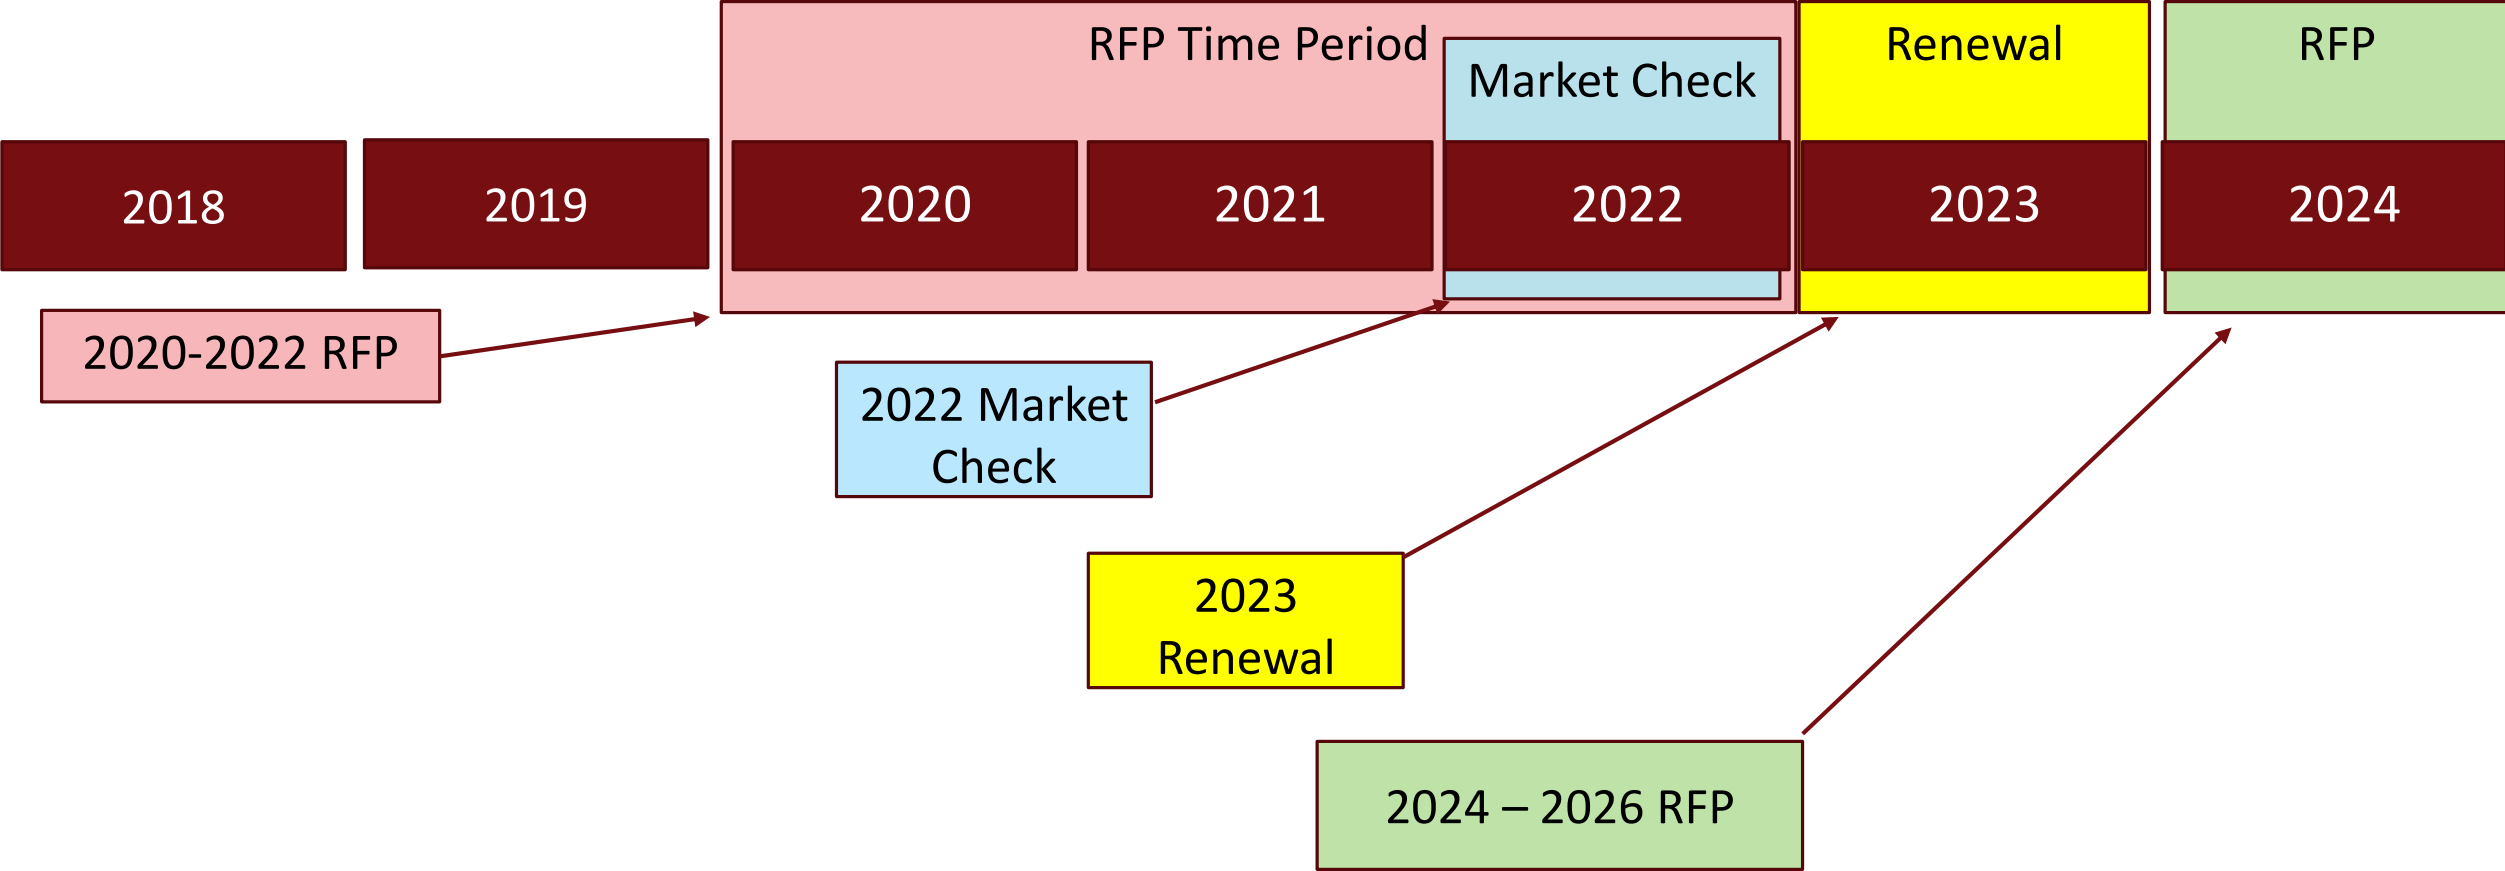 RFP Time Period
Market Check
Renewal
RFP
2018
2019
2020
2021
2022
2023
2024
2020-2022 RFP
2022 Market
Check
2023
Renewal
2024 – 2026 RFP